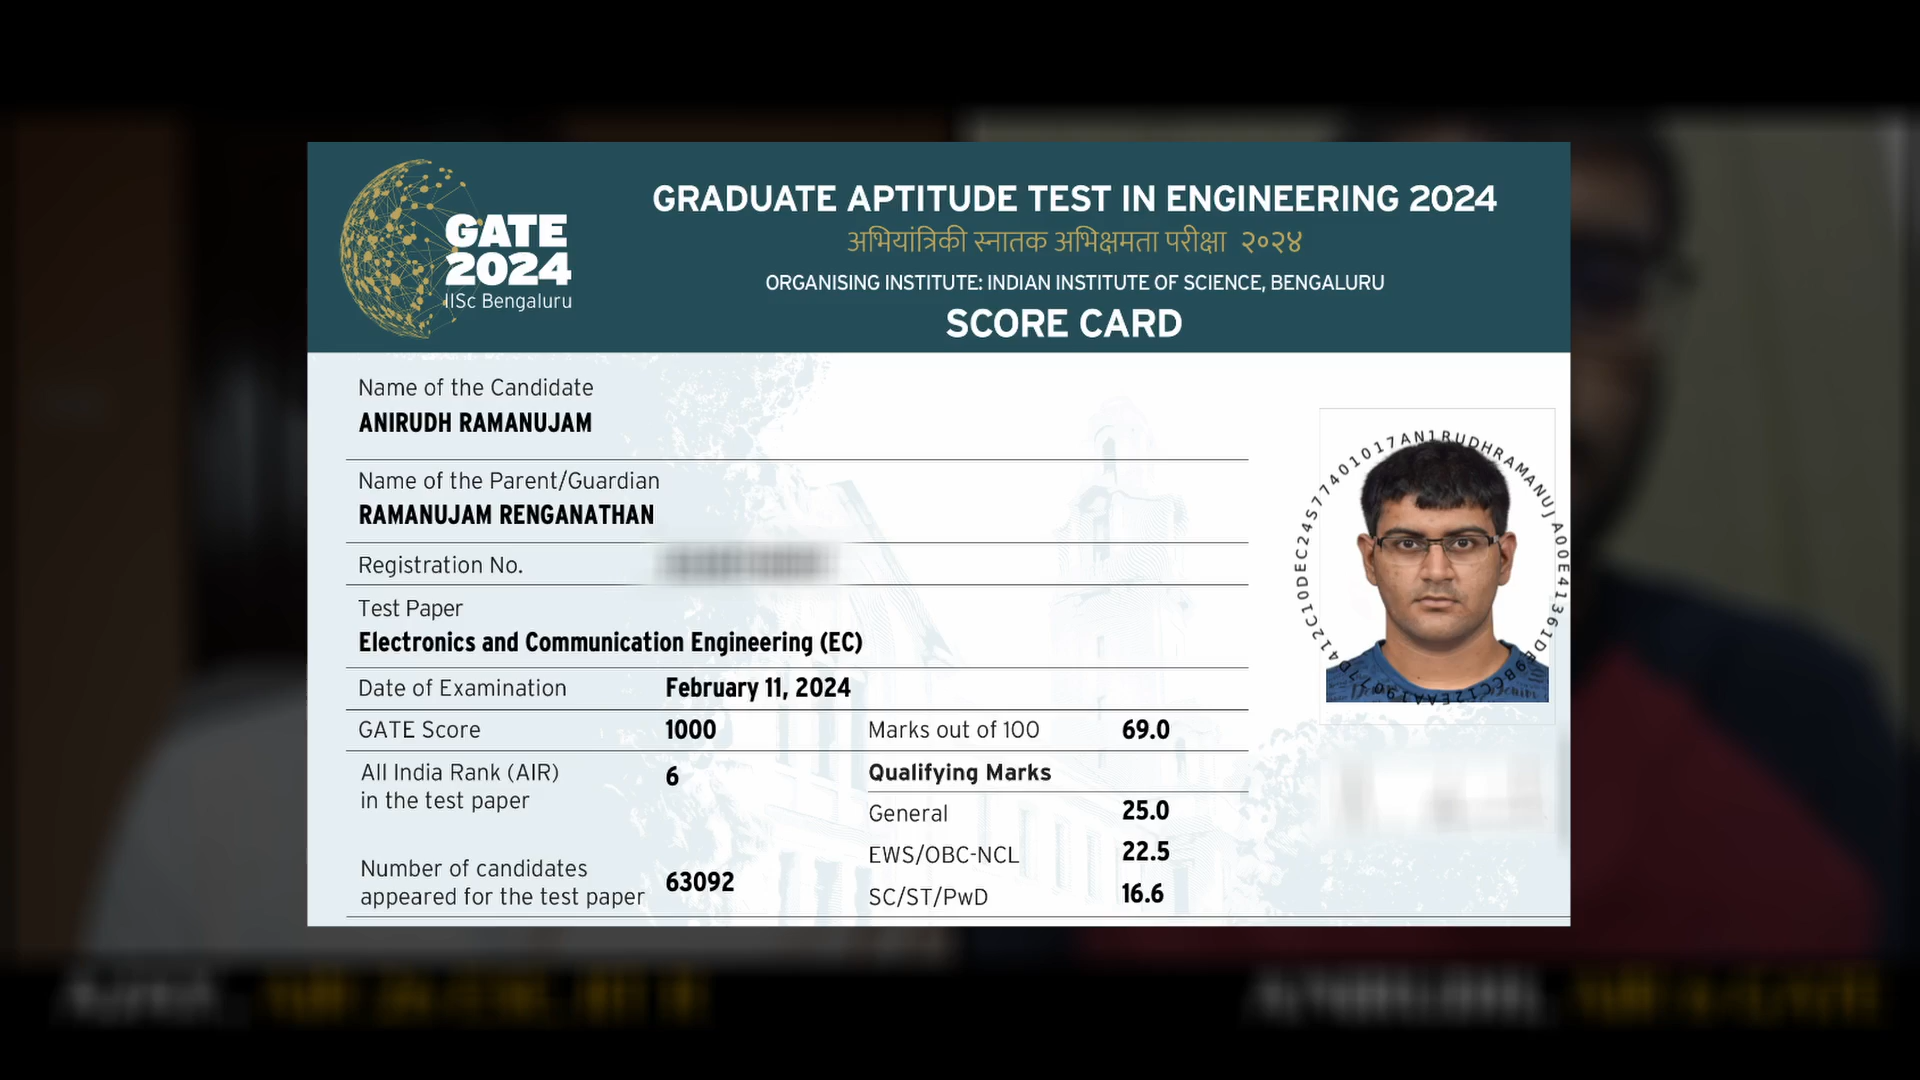 GATE
2024
IISc Bengaluru
GRADUATE APTITUDE TEST IN ENGINEERING 2024
अभियांत्रिकी स्नातक अभिक्षमता परीक्षा २०२४
ORGANISING INSTITUTE: INDIAN INSTITUTE OF SCIENCE, BENGALURU
SCORE CARD
Name of the Candidate
ANIRUDH RAMANUJAM
Name of the Parent/Guardian
RAMANUJAM RENGANATHAN
Registration No.
Test Paper
Electronics and Communication Engineering (EC)
Date of Examination February 11, 2024
GATE Score 1000 Marks out of 100 69.0
All India Rank (AIR)
in the test paper 6
Qualifying Marks
General 25.0
EWS/OBC-NCL 22.5
SC/ST/PwD 16.6
Number of candidates
appeared for the test paper 63092